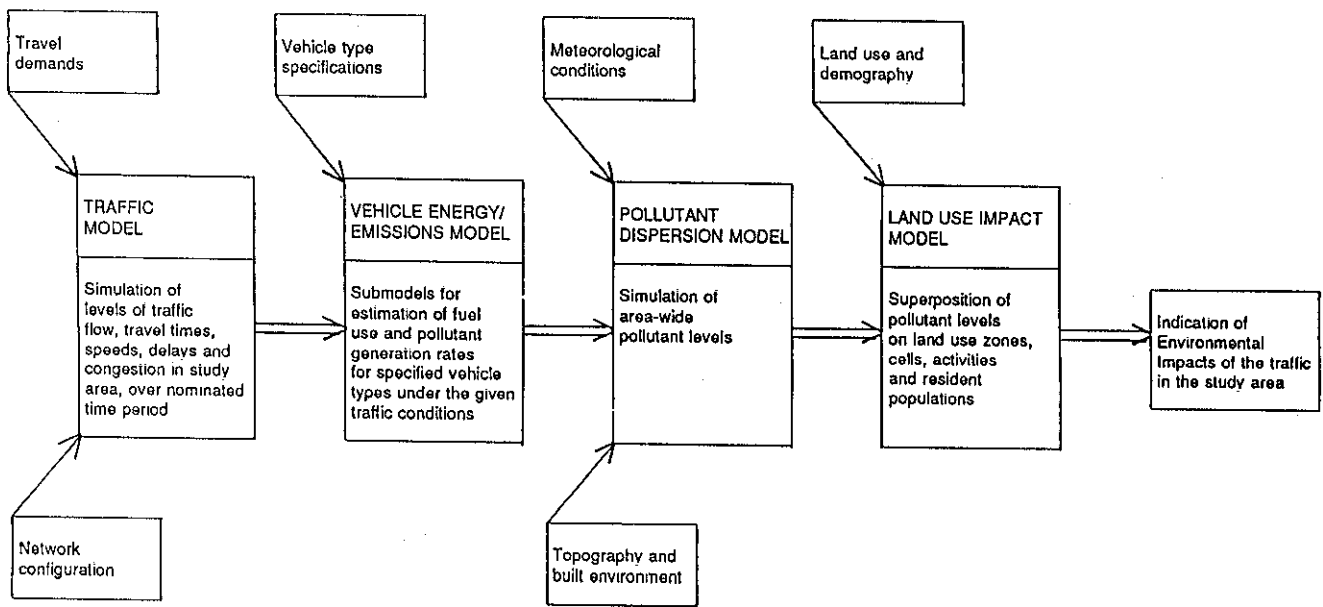 Travel
demands
Vehicle type
specifications
Meteorological
conditions
Land use and
demography
TRAFFIC
MODEL
Simulation of
levels of traffic
flow, travel times,
speeds, delays and
congestion in study
area, over nominated
time period
VEHICLE ENERGY/
EMISSIONS MODEL
Submodels for
estimation of fuel
use and pollutant
generation rates
for specified vehicle
types under the given
traffic conditions
POLLUTANT
DISPERSION MODEL
Simulation of
area-wide
pollutant levels
LAND USE IMPACT
MODEL
Superposition of
pollutant levels
on land use zones,
cells, activities
and resident
populations
Indication of
Environmental
Impacts of the traffic
in the study area
Network
configuration
Topography and
built environment